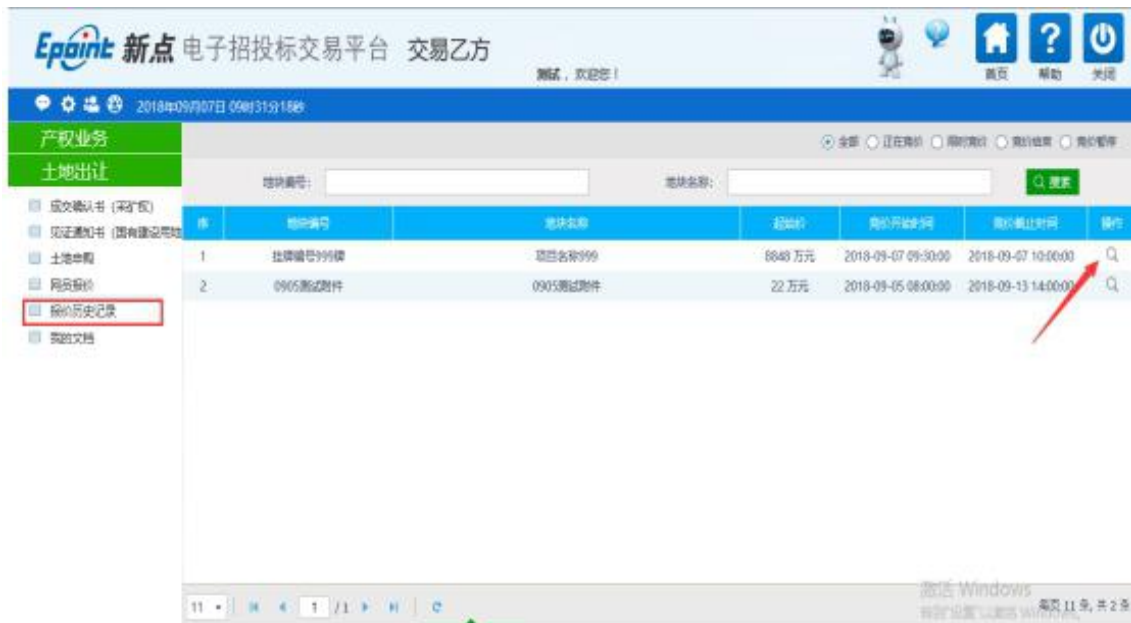 Epoint 新点 电子招投标交易平台 交易乙方
测试，欢迎您！
首页 帮助 关闭
2018年09月07日 09时31分18秒
产权业务
全部 正在竞价 限时竞价 竞价结束 竞价暂停
土地出让
地块编号： 地块名称： 搜索
成交确认书（采矿权）
见证通知书（国有建设用地
土地申购
网员报价
报价历史记录
我的文档
序 地块编号 地块名称 起始价 竞价开始时间 竞价截止时间 操作
1 挂牌编号999牌 项目名称999 8848 万元 2018-09-07 09:30:00 2018-09-07 10:00:00
2 0905测试附件 0905测试附件 22 万元 2018-09-05 08:00:00 2018-09-13 14:00:00
激活 Windows
转到"设置"以激活 Windows。
11 1 /1 每页 11 条, 共 2 条